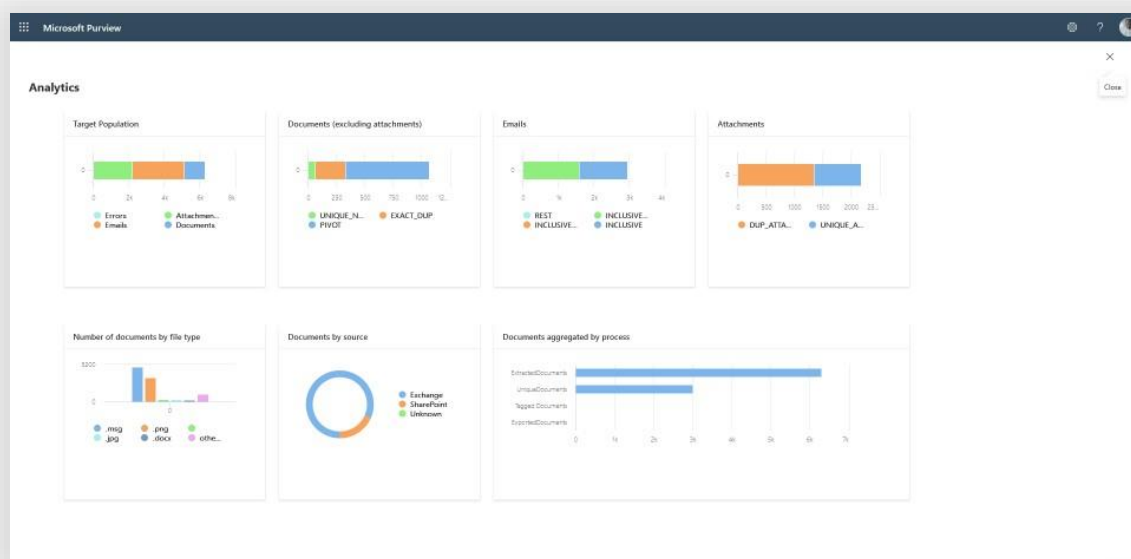 Microsoft Purview
?
Close
Analytics
Target Population
0
0 2k 4k 6k 8k
Errors Attachmen...
Emails Documents
Documents (excluding attachments)
0
0 250 500 750 1000 12...
UNIQUE_N... EXACT_DUP
PIVOT
Emails
0
0 1k 2k 3k 4k
REST INCLUSIVE...
INCLUSIVE... INCLUSIVE
Attachments
0
0 500 1000 1500 2000 25...
DUP_ATTA... UNIQUE_A...
Number of documents by file type
0
0
.msg .png
.jpg .docx othe...
Documents by source
Exchange
SharePoint
Unknown
Documents aggregated by process
ExtractedDocuments
UniqueDocuments
Tagged Documents
ExportedDocuments
0 1k 2k 3k 4k 5k 6k 7k